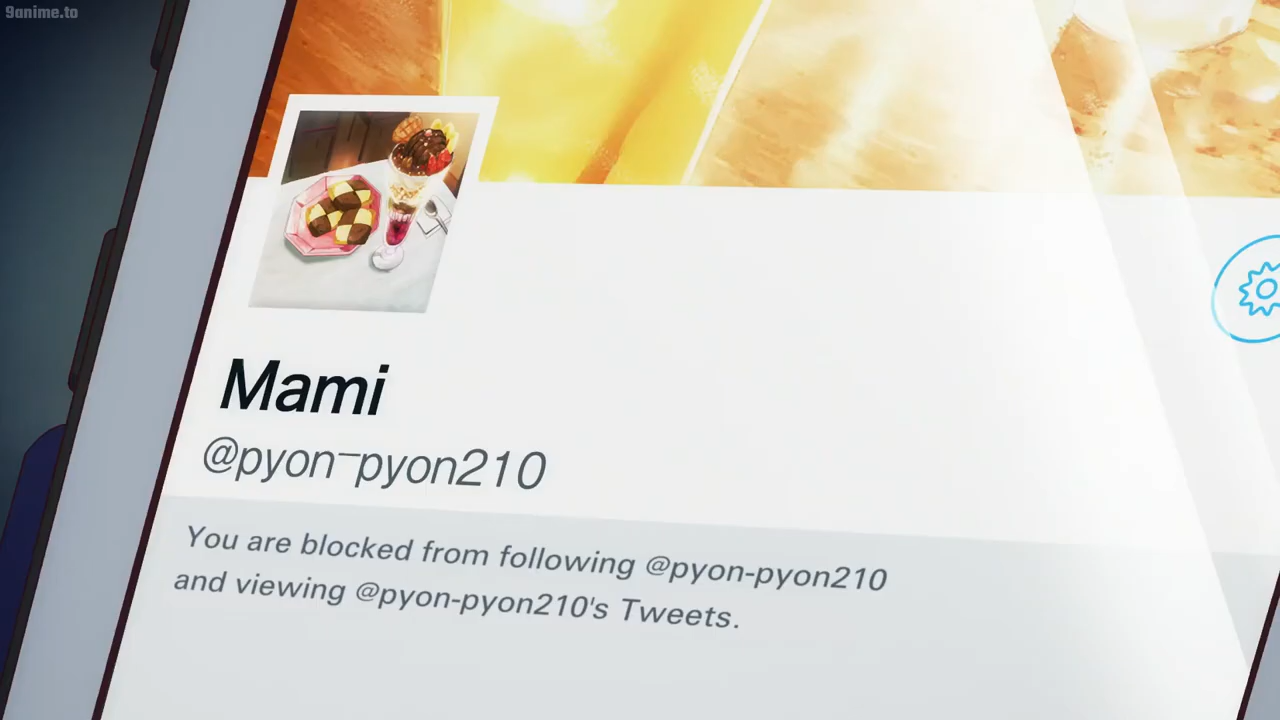 9anime.to
Mami
@pyon-pyon210
You are blocked from following @pyon-pyon210
and viewing @pyon-pyon210's Tweets.